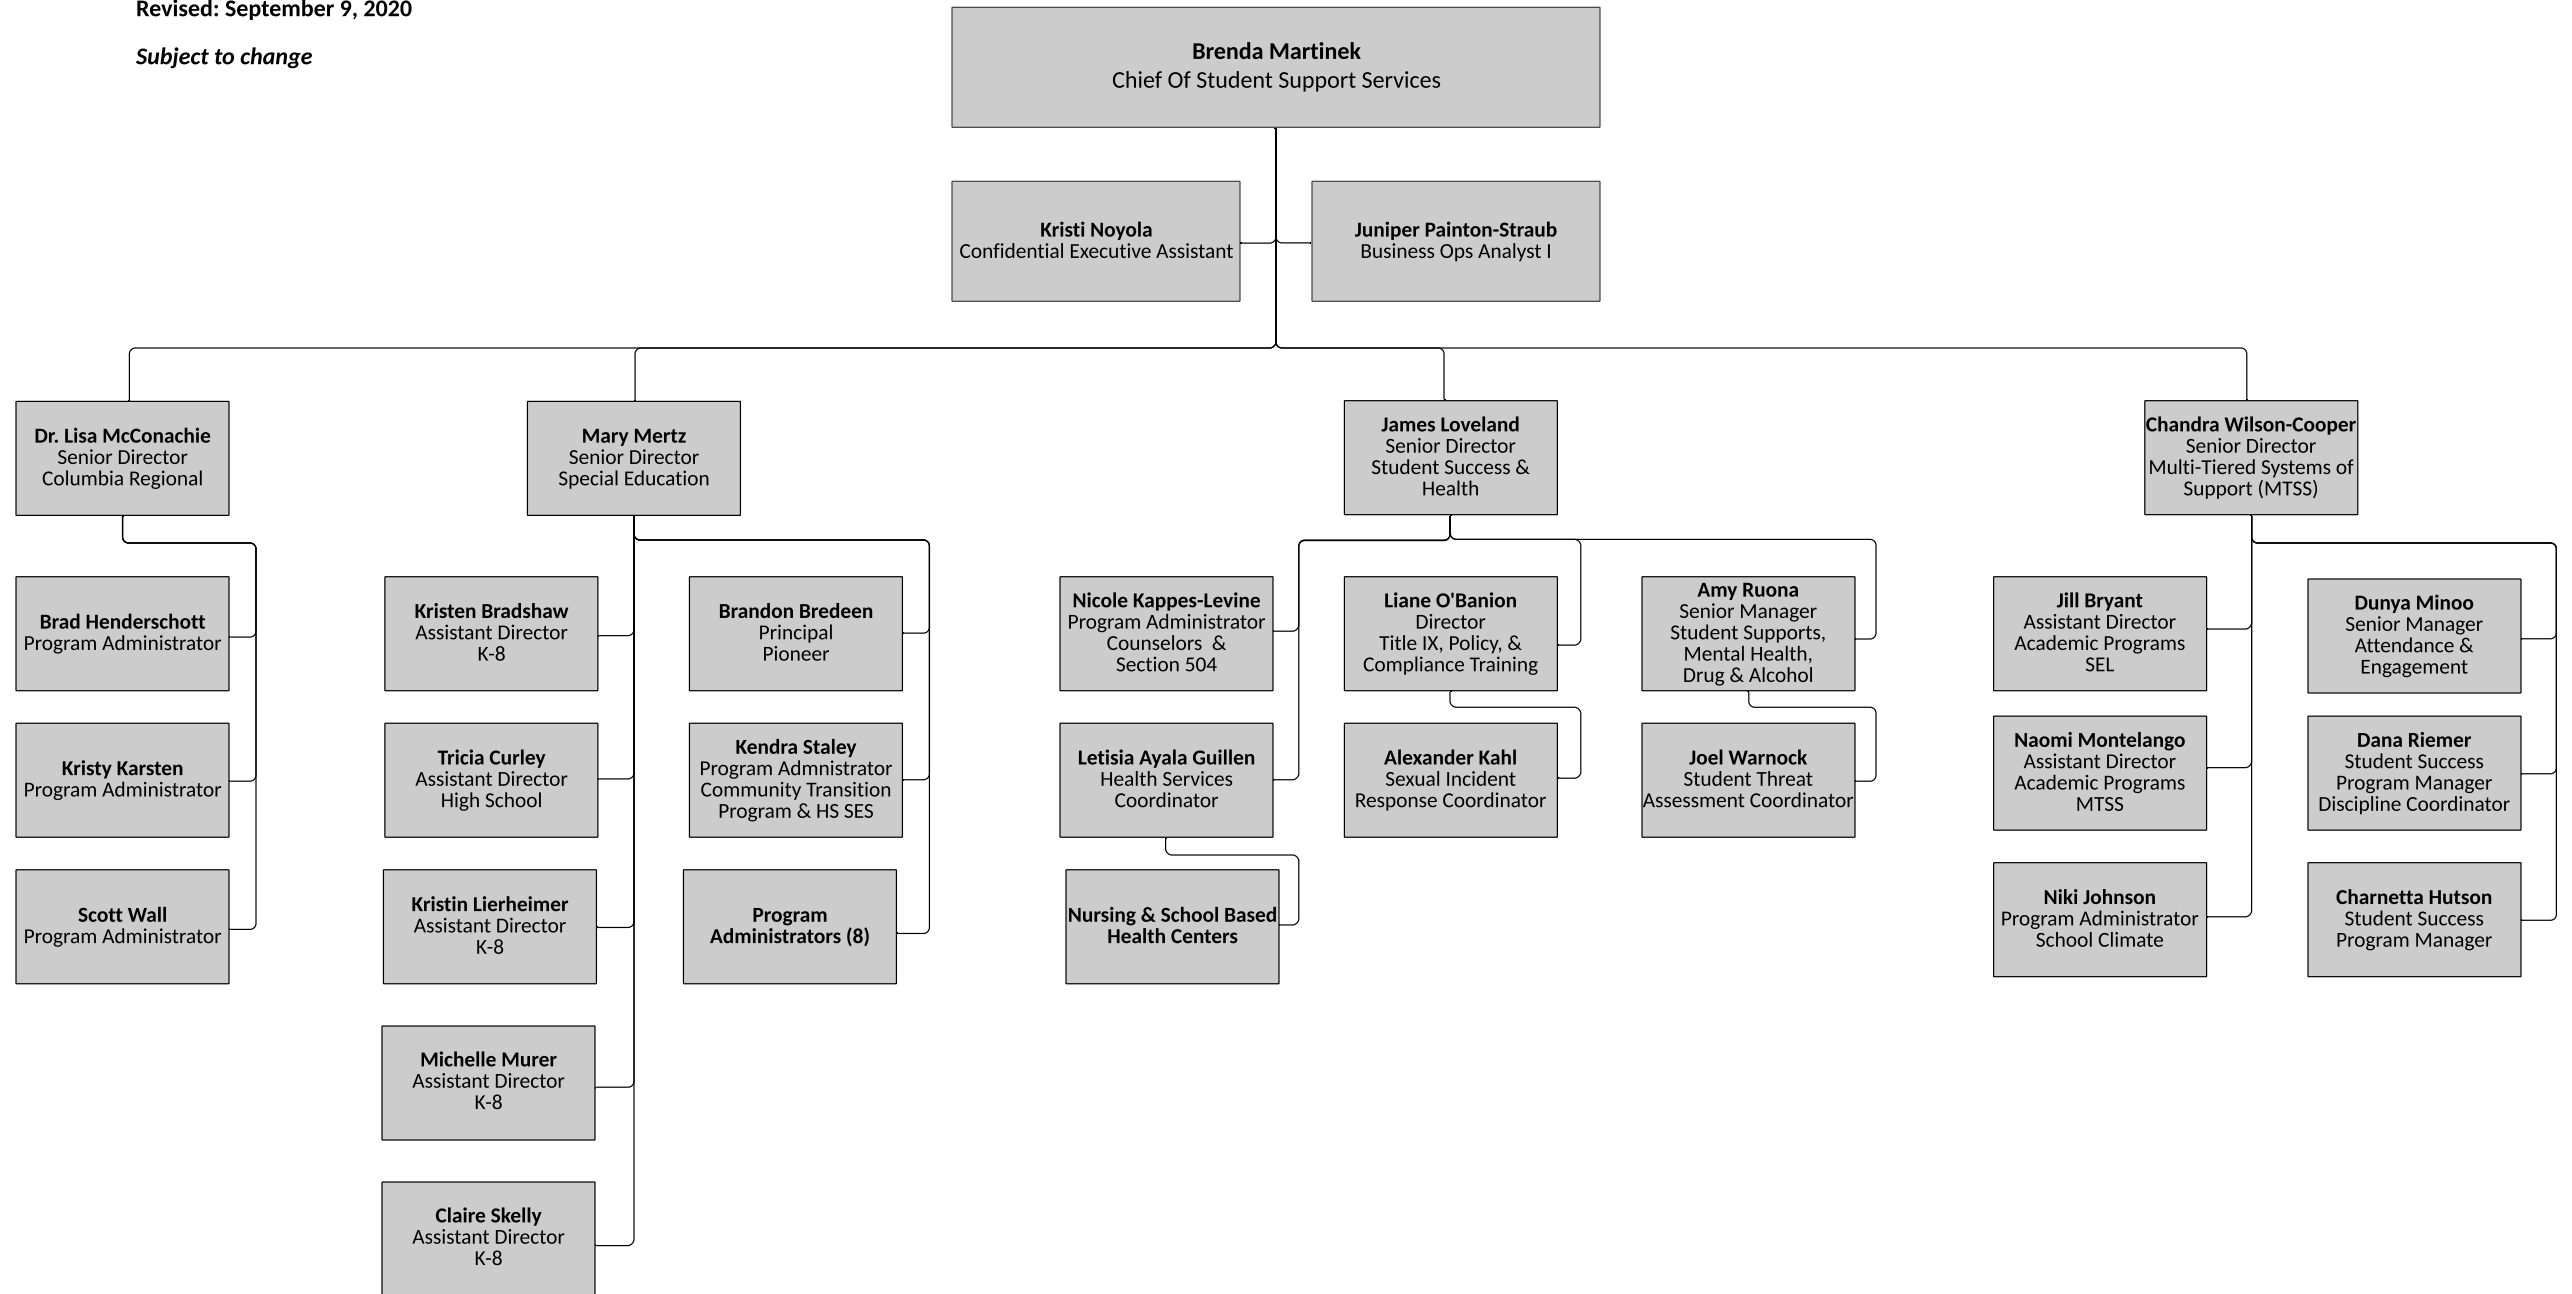 Revised: September 9, 2020
Subject to change
Brenda Martinek
Chief Of Student Support Services
Kristi Noyola
Confidential Executive Assistant
Juniper Painton-Straub
Business Ops Analyst I
Dr. Lisa McConachie
Senior Director
Columbia Regional
Mary Mertz
Senior Director
Special Education
James Loveland
Senior Director
Student Success &
Health
Chandra Wilson-Cooper
Senior Director
Multi-Tiered Systems of
Support (MTSS)
Brad Henderschott
Program Administrator
Kristy Karsten
Program Administrator
Scott Wall
Program Administrator
Kristen Bradshaw
Assistant Director
K-8
Tricia Curley
Assistant Director
High School
Kristin Lierheimer
Assistant Director
K-8
Michelle Murer
Assistant Director
K-8
Claire Skelly
Assistant Director
K-8
Brandon Bredeen
Principal
Pioneer
Kendra Staley
Program Admnistrator
Community Transition
Program & HS SES
Program
Administrators (8)
Nicole Kappes-Levine
Program Administrator
Counselors &
Section 504
Letisia Ayala Guillen
Health Services
Coordinator
Nursing & School Based
Health Centers
Liane O'Banion
Director
Title IX, Policy, &
Compliance Training
Alexander Kahl
Sexual Incident
Response Coordinator
Amy Ruona
Senior Manager
Student Supports,
Mental Health,
Drug & Alcohol
Joel Warnock
Student Threat
Assessment Coordinator
Jill Bryant
Assistant Director
Academic Programs
SEL
Naomi Montelango
Assistant Director
Academic Programs
MTSS
Niki Johnson
Program Administrator
School Climate
Dunya Minoo
Senior Manager
Attendance &
Engagement
Dana Riemer
Student Success
Program Manager
Discipline Coordinator
Charnetta Hutson
Student Success
Program Manager